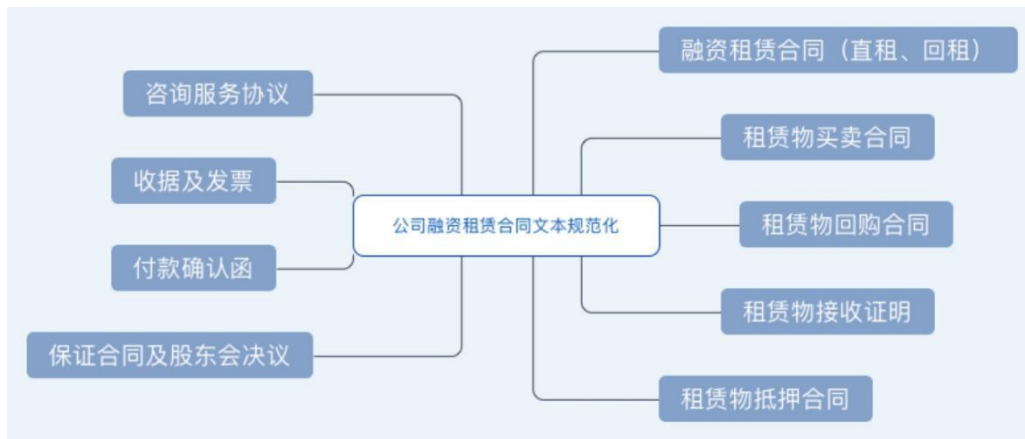 咨询服务协议
收据及发票
付款确认函
保证合同及股东会决议
公司融资租赁合同文本规范化
融资租赁合同（直租、回租）
租赁物买卖合同
租赁物回购合同
租赁物接收证明
租赁物抵押合同